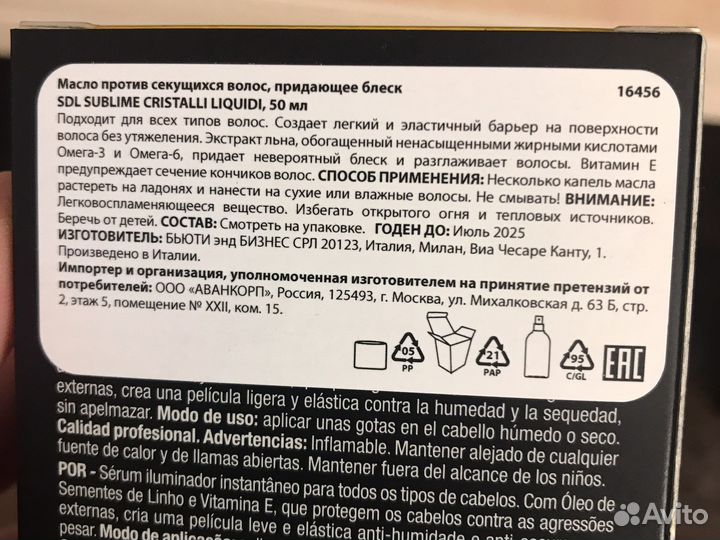 Масло против секущихся волос, придающее блеск 16456
SDL SUBLIME CRISTALLI LIQUIDI, 50 мл
Подходит для всех типов волос. Создает легкий и эластичный барьер на поверхности
волоса без утяжеления. Экстракт льна, обогащенный ненасыщенными жирными кислотами
Омега-3 и Омега-6, придает невероятный блеск и разглаживает волосы. Витамин Е
предупреждает сечение кончиков волос. СПОСОБ ПРИМЕНЕНИЯ: Несколько капель масла
растереть на ладонях и нанести на сухие или влажные волосы. Не смывать! ВНИМАНИЕ:
Легковоспламеняющееся вещество. Избегать открытого огня и тепловых источников.
Беречь от детей. СОСТАВ: Смотреть на упаковке. ГОДЕН ДО: Июль 2025
ИЗГОТОВИТЕЛЬ: БЬЮТИ энд БИЗНЕС СРЛ 20123, Италия, Милан, Виа Чесаре Канту, 1.
Произведено в Италии.
Импортер и организация, уполномоченная изготовителем на принятие претензий от
потребителей: ООО «АВАНКОРП», Россия, 125493, г. Москва, ул. Михалковская д. 63 Б, стр.
2, этаж 5, помещение № XXII, ком. 15.
05 21 95
PP PAP C/GL EAC
externas, crea una película ligera y elástica contra la humedad y la sequedad,
sin apelmazar. Modo de uso: aplicar unas gotas en el cabello húmedo o seco.
Calidad profesional. Advertencias: Inflamable. Mantener alejado de cualquier
fuente de calor y de llamas abiertas. Mantener fuera del alcance de los niños.
POR - Sérum iluminador instantâneo para todos os tipos de cabelos. Com Óleo de
Sementes de Linho e Vitamina E, que protegem os cabelos contra as agressões
externas, cria uma película leve e elástica anti-humidade e anti-
pesar. Modo de aplicação:
Avito